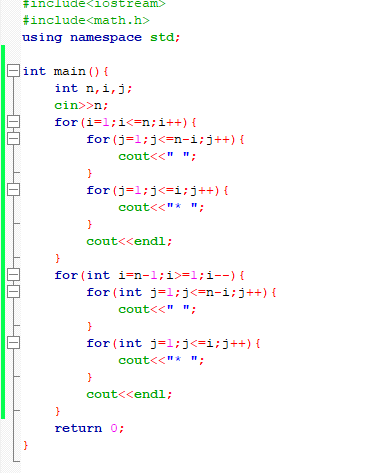 #include<iostream>
#include<math.h>
using namespace std;
int main(){
    int n,i,j;
    cin>>n;
    for(i=1;i<=n;i++){
        for(j=1;j<=n-i;j++){
            cout<<" ";
        }
        for(j=1;j<=i;j++){
            cout<<"* ";
        }
        cout<<endl;
    }
    for(int i=n-1;i>=1;i--){
        for(int j=1;j<=n-i;j++){
            cout<<" ";
        }
        for(int j=1;j<=i;j++){
            cout<<"* ";
        }
        cout<<endl;
    }
    return 0;
}